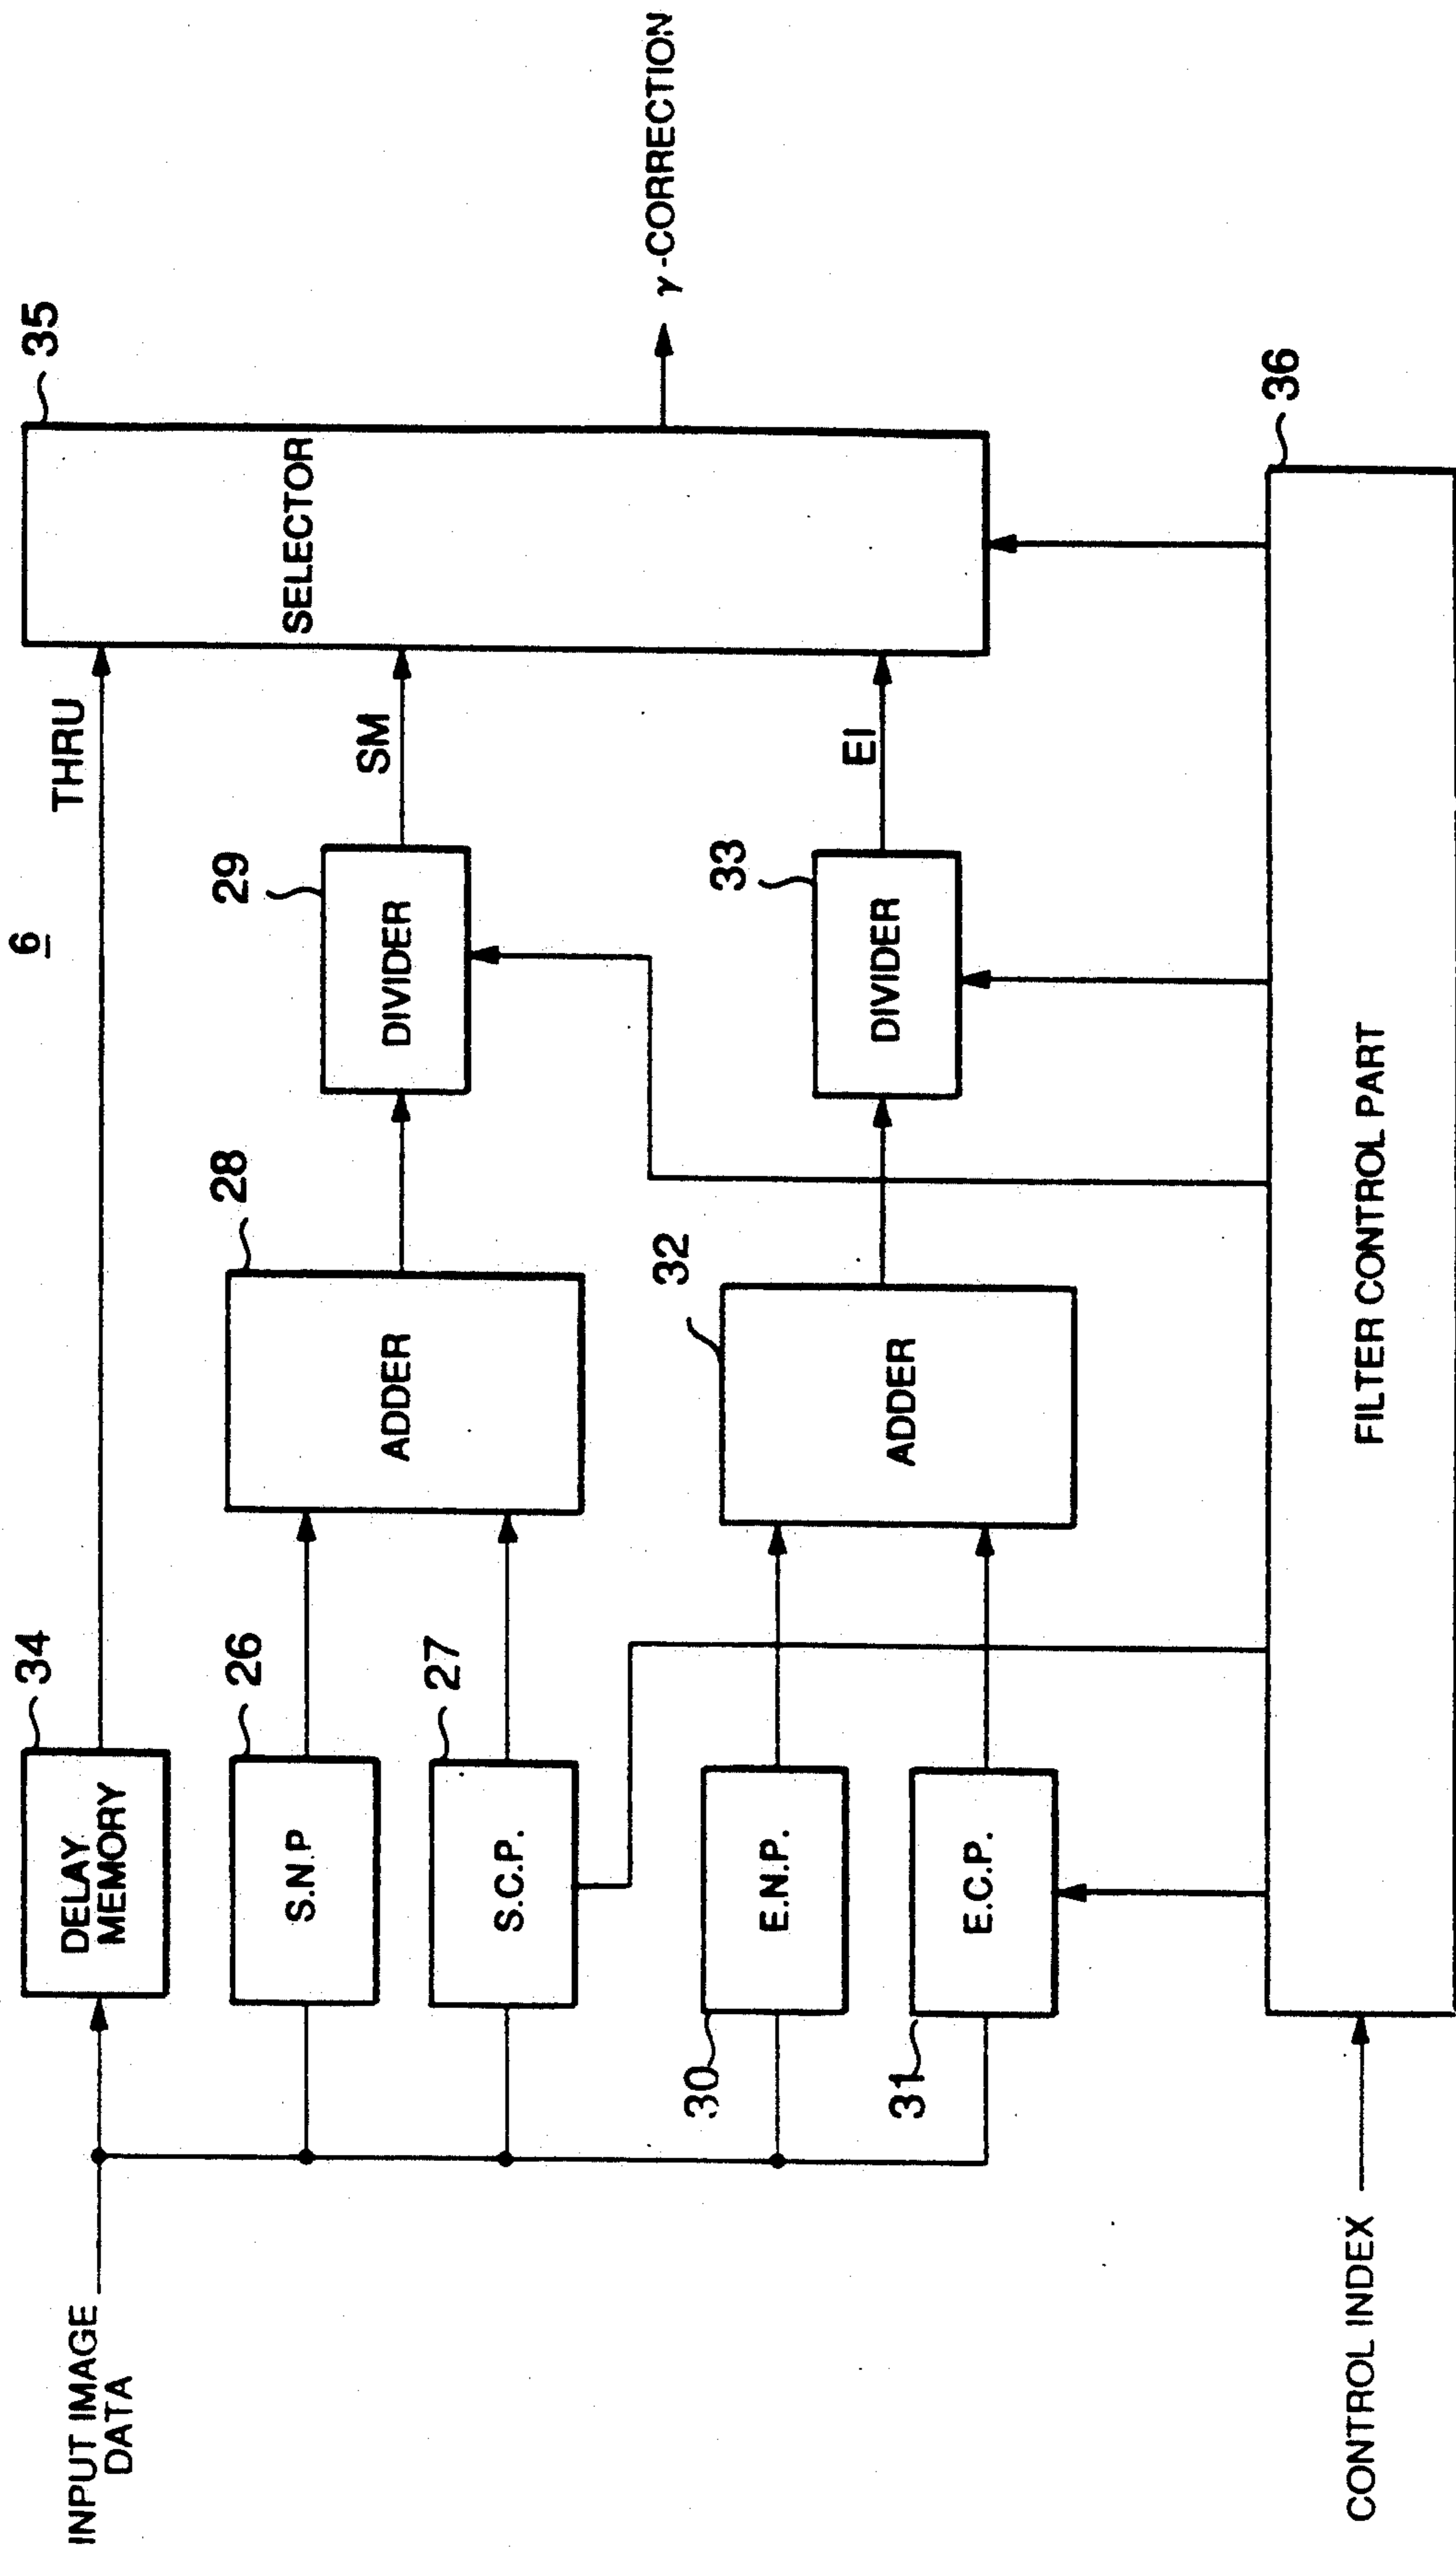 6
INPUT IMAGE
DATA
34
DELAY
MEMORY
THRU
35
SELECTOR
γ-CORRECTION
26
S.N.P
27
S.C.P.
28
ADDER
29
DIVIDER
SM
30
E.N.P.
31
E.C.P.
32
ADDER
33
DIVIDER
EI
36
FILTER CONTROL PART
CONTROL INDEX